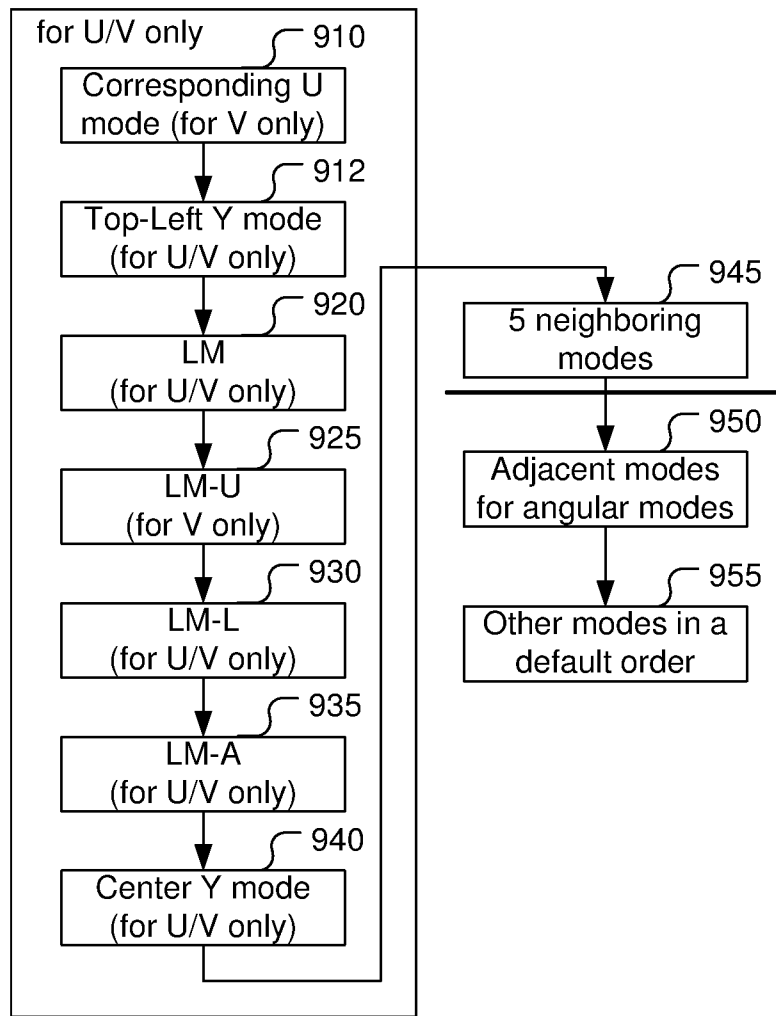 for U/V only
910
Corresponding U
mode (for V only)
912
Top-Left Y mode
(for U/V only)
920
LM
(for U/V only)
925
LM-U
(for V only)
930
LM-L
(for U/V only)
935
LM-A
(for U/V only)
940
Center Y mode
(for U/V only)
945
5 neighboring
modes
950
Adjacent modes
for angular modes
955
Other modes in a
default order